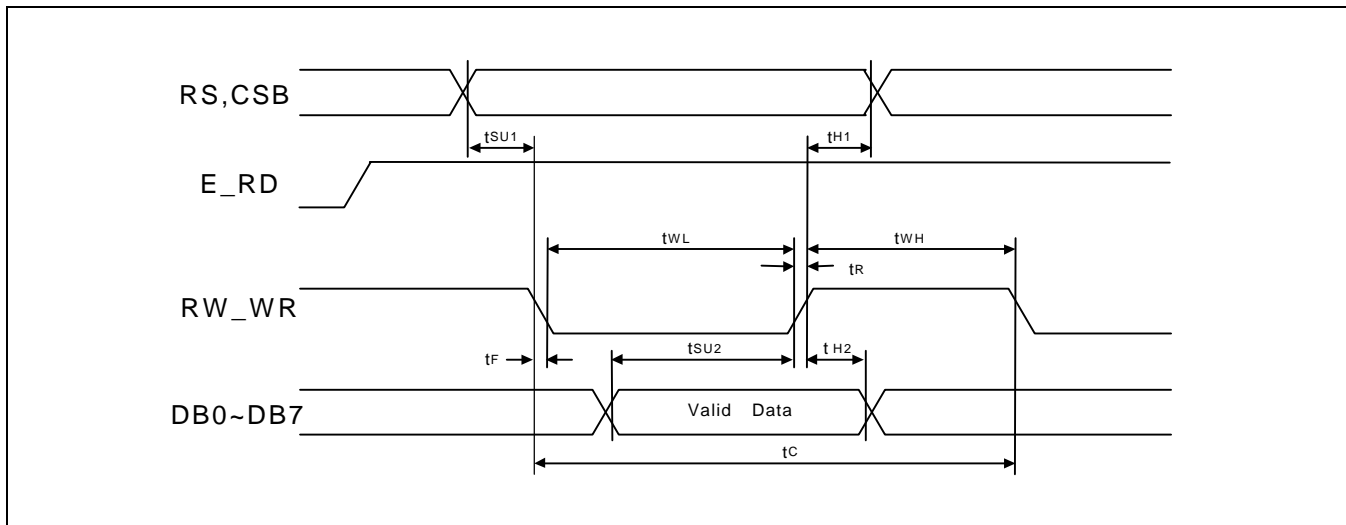 RS,CSB
tSU1
tH1
E_RD
tWL
tWH
tR
RW_WR
tF
tSU2
tH2
DB0~DB7
Valid Data
tC